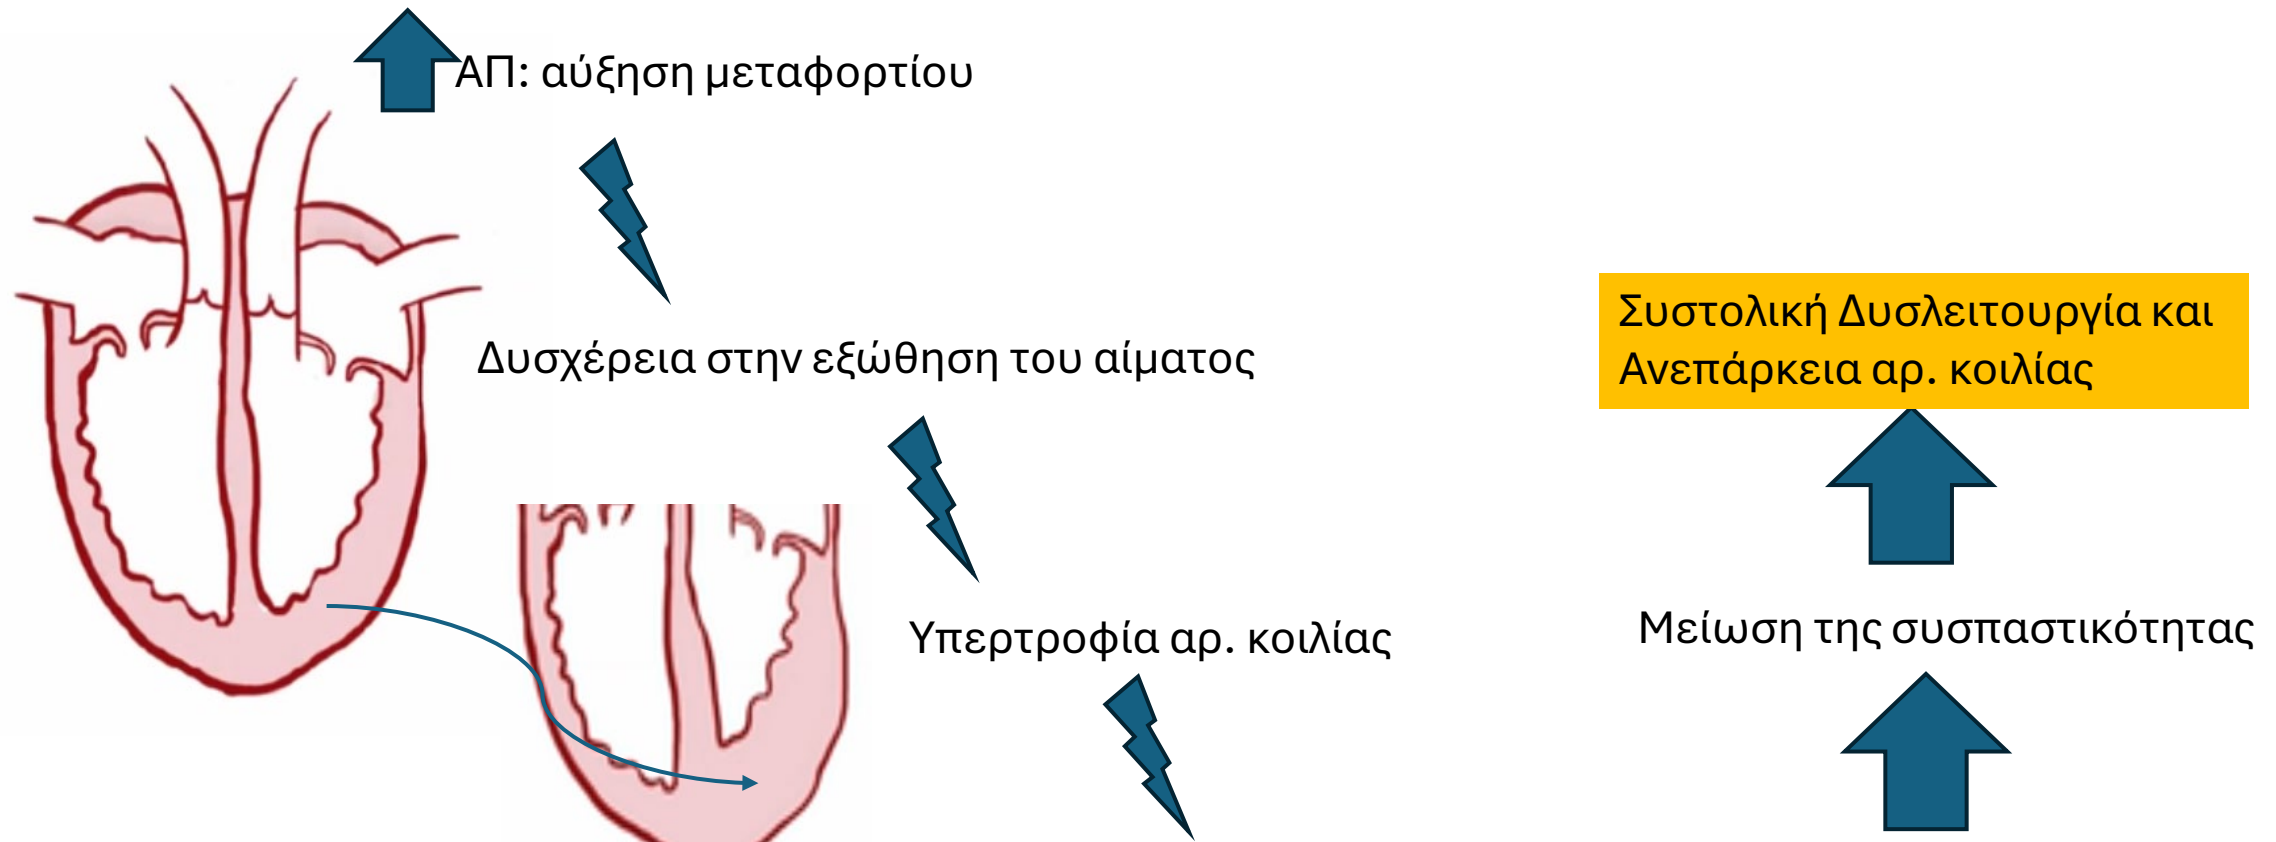 ΑΠ: αύξηση μεταφορτίου
Δυσχέρεια στην εξώθηση του αίματος
Υπερτροφία αρ. κοιλίας
Συστολική Δυσλειτουργία και
Ανεπάρκεια αρ. κοιλίας
Μείωση της συσπαστικότητας